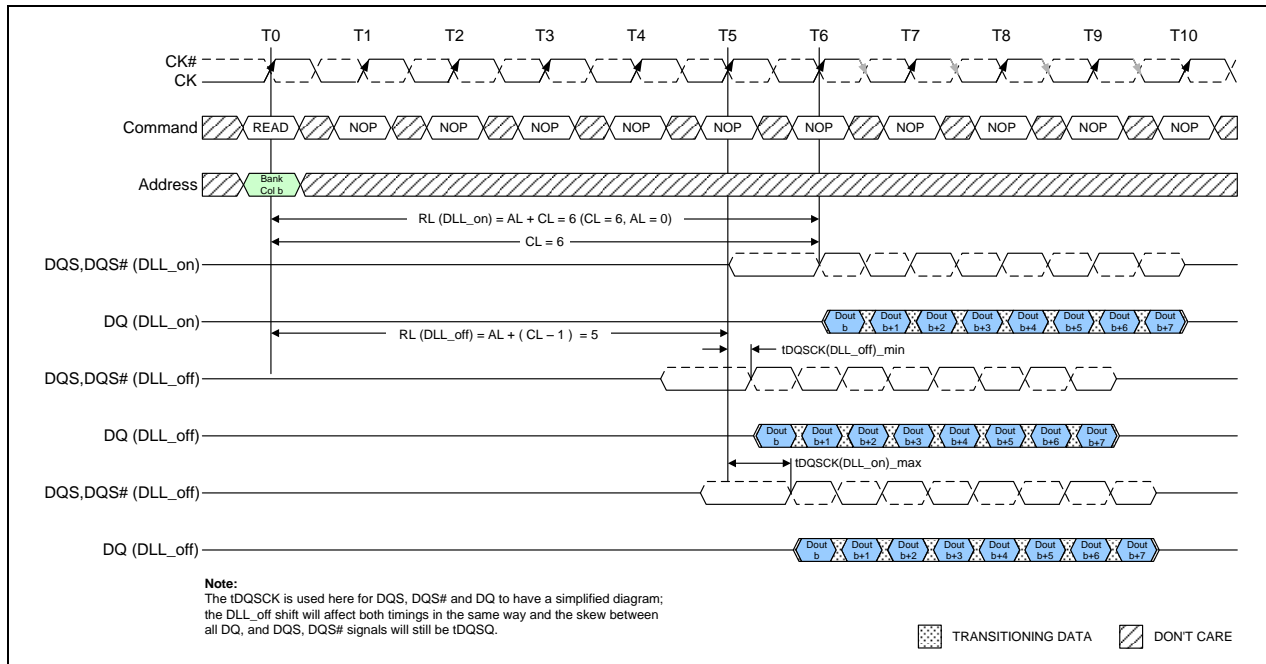 T0 T1 T2 T3 T4 T5 T6 T7 T8 T9 T10
CK#
CK
Command READ NOP NOP NOP NOP NOP NOP NOP NOP NOP NOP
Address Bank
Col b
RL (DLL_on) = AL + CL = 6 (CL = 6, AL = 0)
CL = 6
DQS,DQS# (DLL_on)
DQ (DLL_on) Dout b Dout b+1 Dout b+2 Dout b+3 Dout b+4 Dout b+5 Dout b+6 Dout b+7
RL (DLL_off) = AL + ( CL – 1 ) = 5
tDQSCK(DLL_off)_min
DQS,DQS# (DLL_off)
DQ (DLL_off) Dout b Dout b+1 Dout b+2 Dout b+3 Dout b+4 Dout b+5 Dout b+6 Dout b+7
tDQSCK(DLL_on)_max
DQS,DQS# (DLL_off)
DQ (DLL_off) Dout b Dout b+1 Dout b+2 Dout b+3 Dout b+4 Dout b+5 Dout b+6 Dout b+7
Note:
The tDQSCK is used here for DQS, DQS# and DQ to have a simplified diagram;
the DLL_off shift will affect both timings in the same way and the skew between
all DQ, and DQS, DQS# signals will still be tDQSQ.
TRANSITIONING DATA DON'T CARE